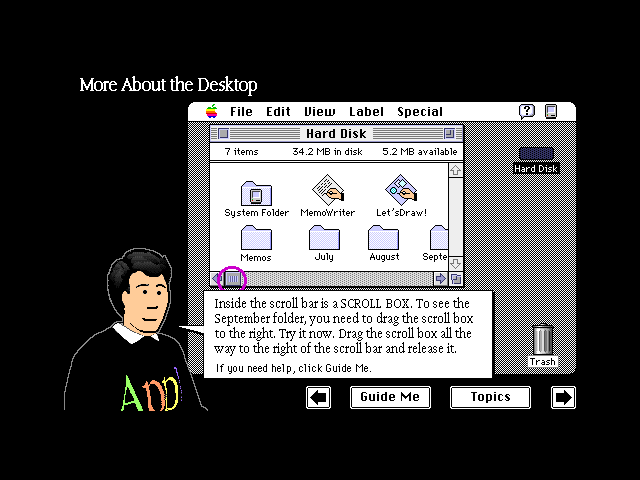 More About the Desktop
File Edit View Label Special
Hard Disk
7 items 34.2 MB in disk 5.2 MB available
System Folder MemoWriter Let'sDraw!
Memos July August Septe
Hard Disk
Inside the scroll bar is a SCROLL BOX. To see the
September folder, you need to drag the scroll box
to the right. Try it now. Drag the scroll box all the
way to the right of the scroll bar and release it.
If you need help, click Guide Me.
Trash
Appl
Guide Me Topics